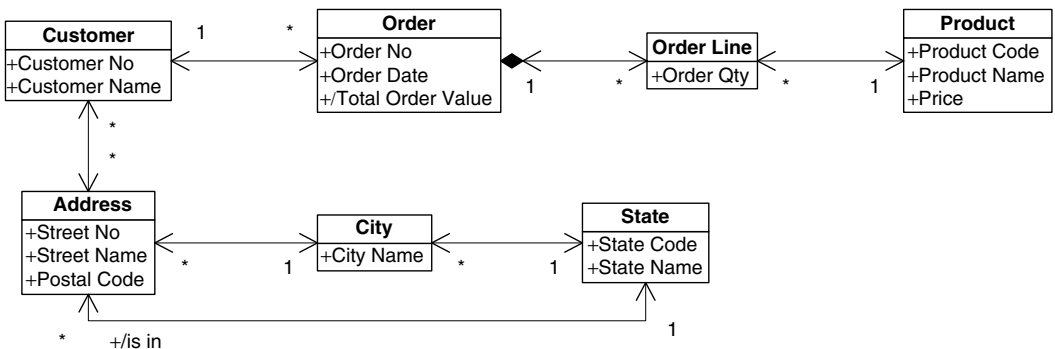 Customer
+Customer No
+Customer Name
1
*
Order
+Order No
+Order Date
+/Total Order Value
1
*
Order Line
+Order Qty
*
1
Product
+Product Code
+Product Name
+Price
*
*
Address
+Street No
+Street Name
+Postal Code
*
1
City
+City Name
*
1
State
+State Code
+State Name
*
+/is in
1